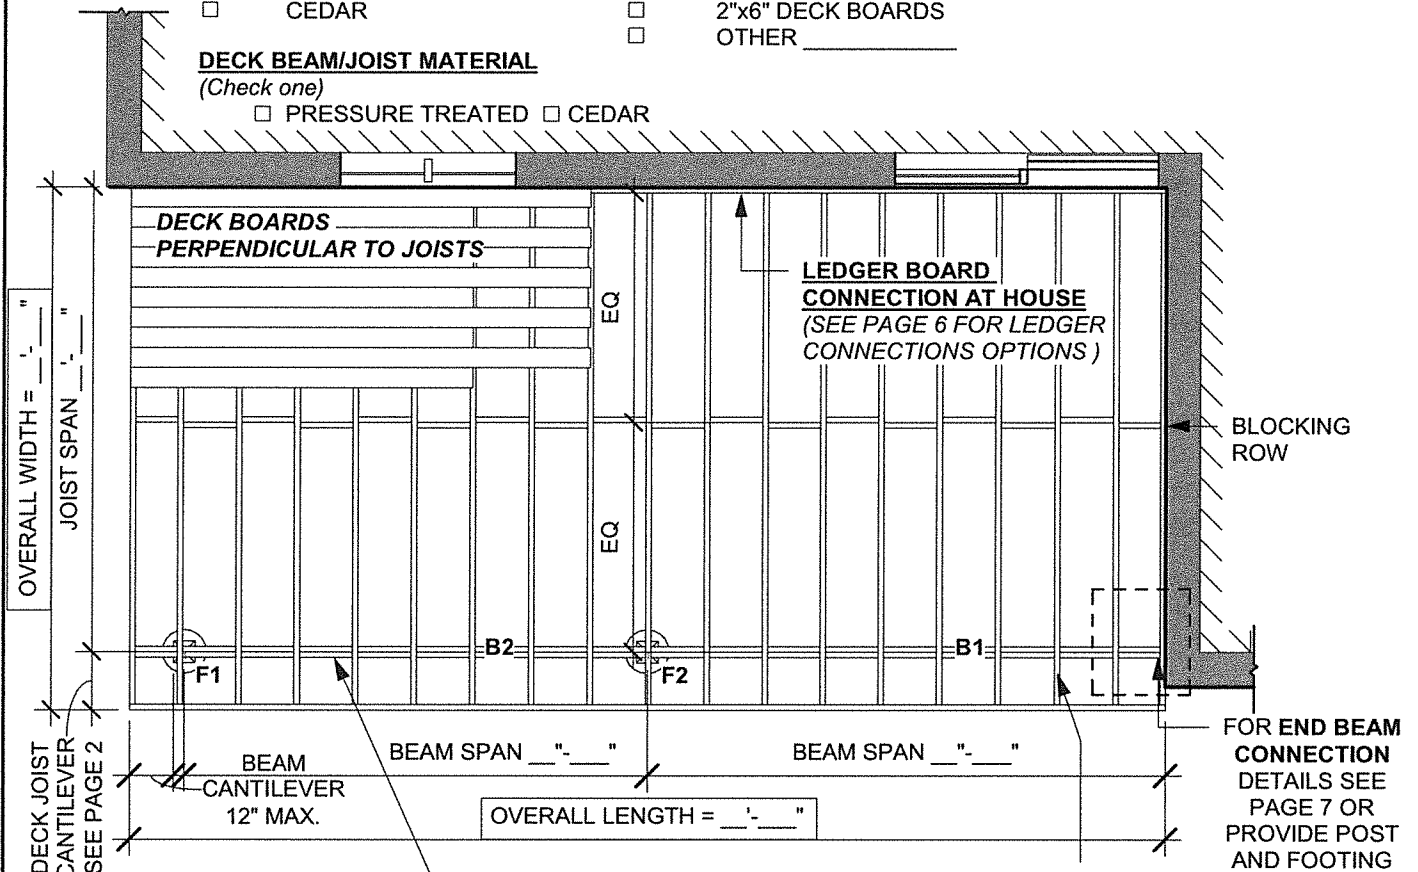 ☐ CEDAR ☐ 2"x6" DECK BOARDS
☐ OTHER ____________
DECK BEAM/JOIST MATERIAL
(Check one)
☐ PRESSURE TREATED ☐ CEDAR
DECK BOARDS
PERPENDICULAR TO JOISTS
LEDGER BOARD
CONNECTION AT HOUSE
(SEE PAGE 6 FOR LEDGER
CONNECTIONS OPTIONS )
EQ
EQ
OVERALL WIDTH = __'-___"
JOIST SPAN __'-___"
BLOCKING
ROW
B2
B1
F1
F2
DECK JOIST
CANTILEVER
SEE PAGE 2
BEAM
CANTILEVER
12" MAX.
BEAM SPAN __"-___"
BEAM SPAN __"-___"
OVERALL LENGTH = __'-___"
FOR END BEAM
CONNECTION
DETAILS SEE
PAGE 7 OR
PROVIDE POST
AND FOOTING